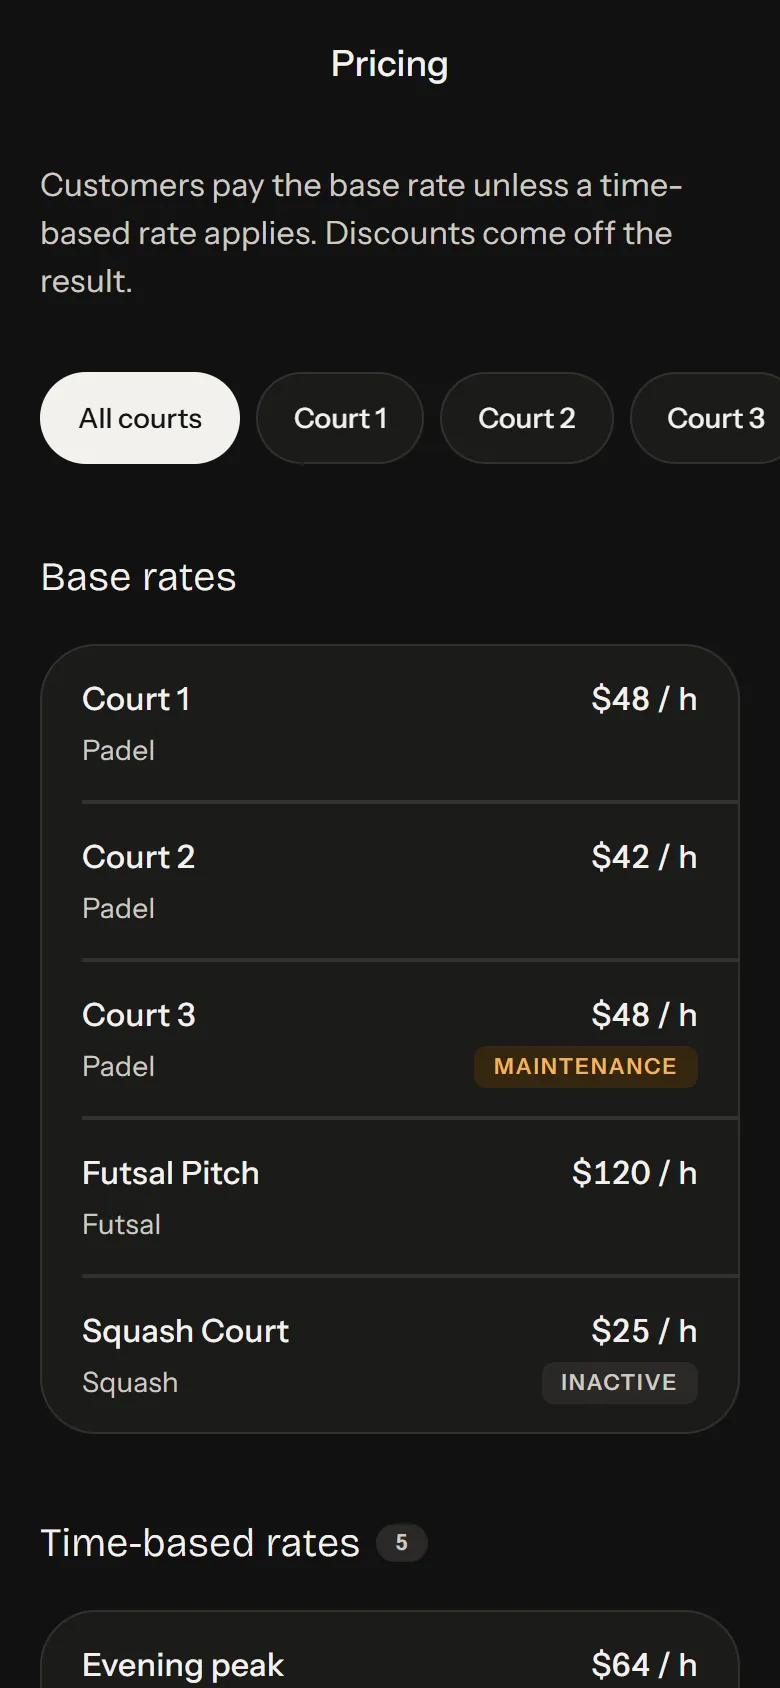 Pricing
Customers pay the base rate unless a time-
based rate applies. Discounts come off the
result.
All courts
Court 1
Court 2
Court 3
Base rates
Court 1
$48 / h
Padel
Court 2
$42 / h
Padel
Court 3
$48 / h
Padel
MAINTENANCE
Futsal Pitch
$120 / h
Futsal
Squash Court
$25 / h
Squash
INACTIVE
Time-based rates
5
Evening peak
$64 / h